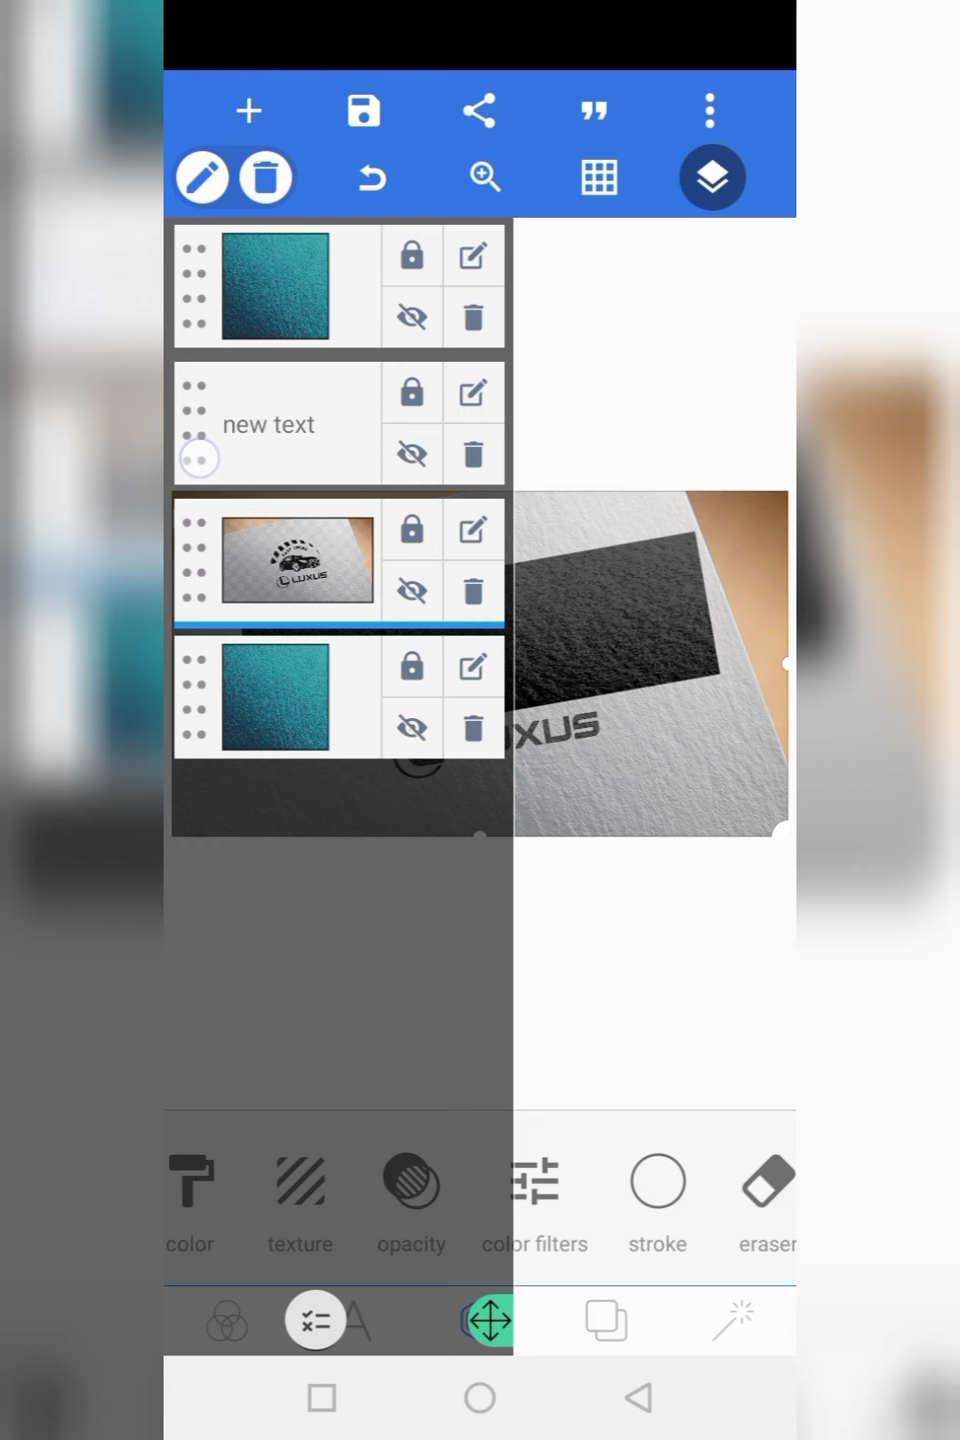 new text
LUXUS
XUS
color
texture
opacity
color filters
stroke
eraser